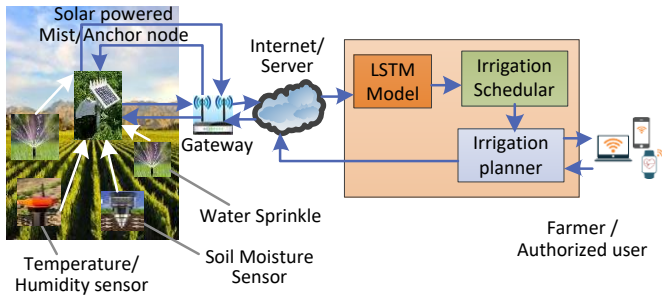 Solar powered
Mist/Anchor node
Internet/
Server
LSTM
Model
Irrigation
Schedular
Irrigation
planner
Gateway
Water Sprinkle
Soil Moisture
Sensor
Temperature/
Humidity sensor
Farmer /
Authorized user